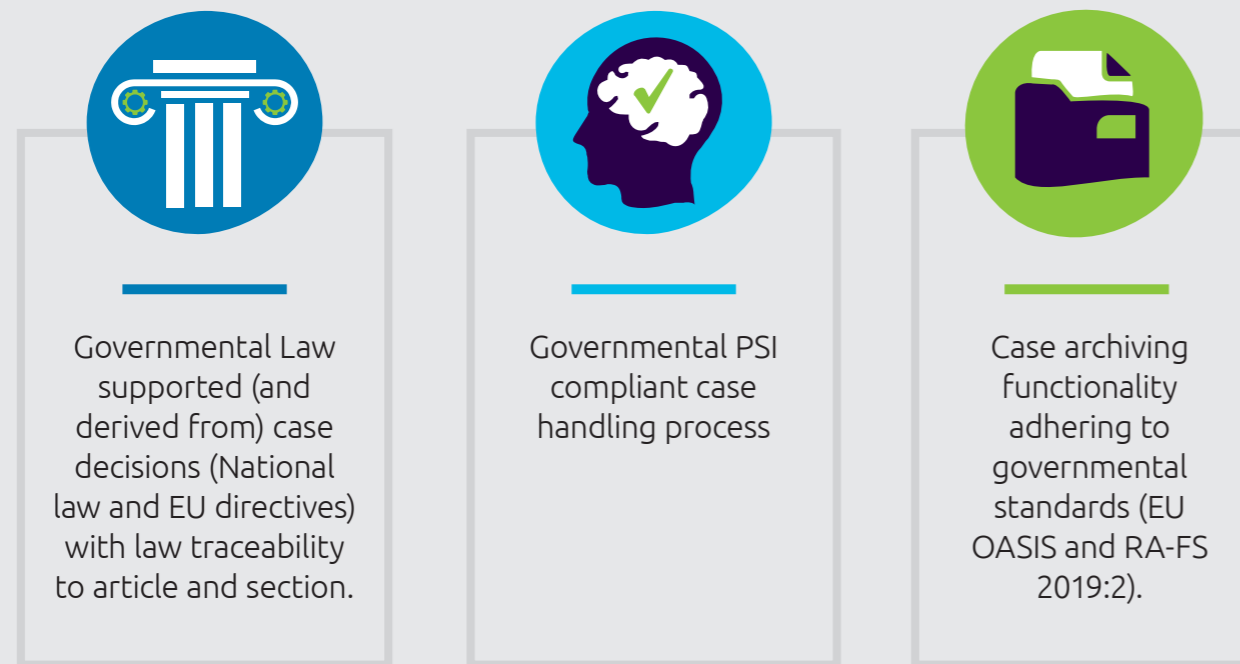 Governmental Law
supported (and
derived from) case
decisions (National
law and EU directives)
with law traceability
to article and section.
Governmental PSI
compliant case
handling process
Case archiving
functionality
adhering to
governmental
standards (EU
OASIS and RA-FS
2019:2).